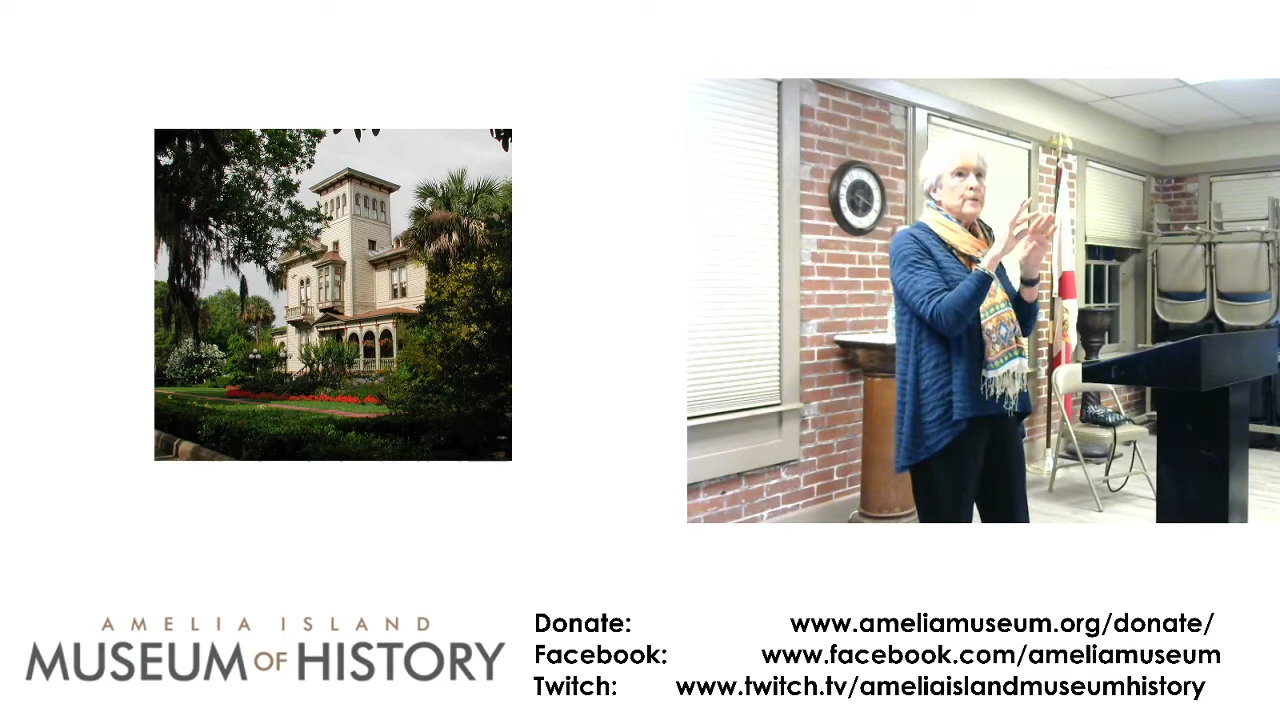 AMELIA ISLAND
MUSEUM OF HISTORY
Donate: www.ameliamuseum.org/donate/
Facebook: www.facebook.com/ameliamuseum
Twitch: www.twitch.tv/ameliaislandmuseumhistory